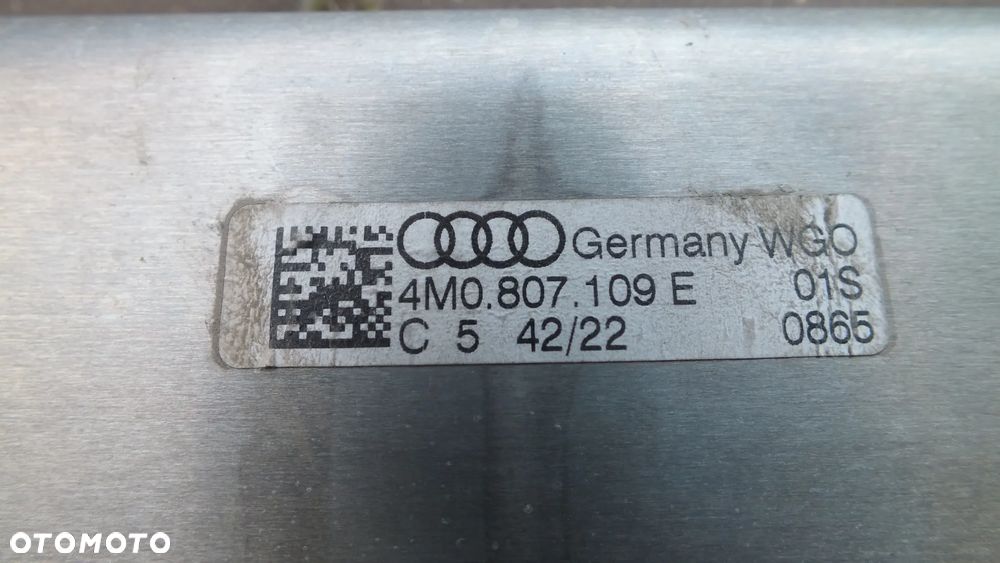 Germany WGO
4M0.807.109 E 01S
C 5 42/22 0865
OTOMOTO